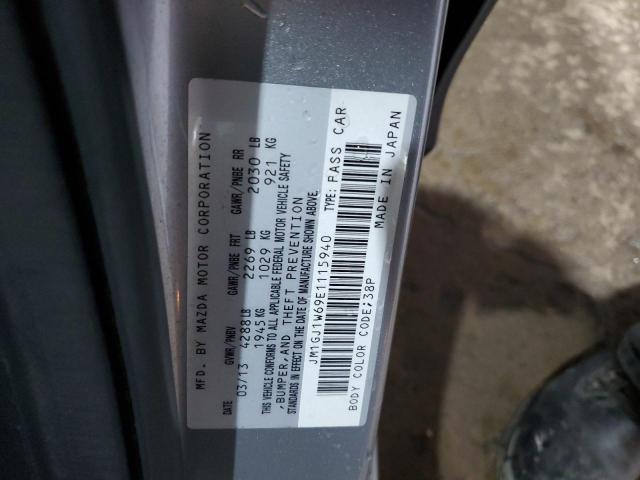 MFD. BY MAZDA MOTOR CORPORATION
DATE GVWR/PNBV GAWR/PNBE FRT GAWR/PNBE RR
03/13 4288 LB 2269 LB 2030 LB
1945 KG 1029 KG 921 KG
THIS VEHICLE CONFORMS TO ALL APPLICABLE FEDERAL MOTOR VEHICLE SAFETY
,BUMPER,AND THEFT PREVENTION
STANDARDS IN EFFECT ON THE DATE OF MANUFACTURE SHOWN ABOVE.
JM1GJ1W69E1115940 TYPE: PASS CAR
BODY COLOR CODE;38P MADE IN JAPAN